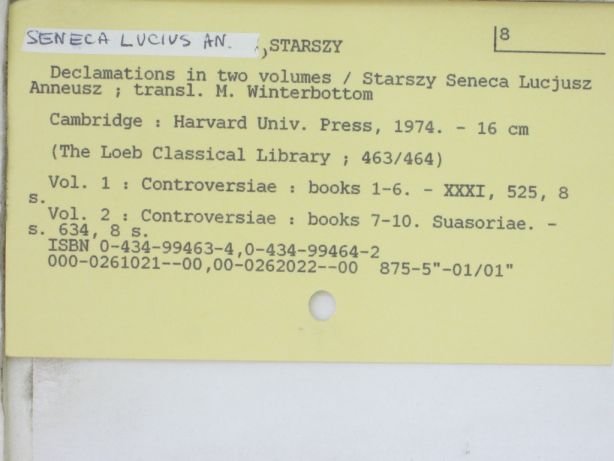 SENECA LUCIUS AN. ,STARSZY
8
Declamations in two volumes / Starszy Seneca Lucjusz
Anneusz ; transl. M. Winterbottom
Cambridge : Harvard Univ. Press, 1974. - 16 cm
(The Loeb Classical Library ; 463/464)
Vol. 1 : Controversiae : books 1-6. - XXXI, 525, 8
s.
Vol. 2 : Controversiae : books 7-10. Suasoriae. -
s. 634, 8 s.
ISBN 0-434-99463-4,0-434-99464-2
000-0261021--00,00-0262022--00 875-5"-01/01"